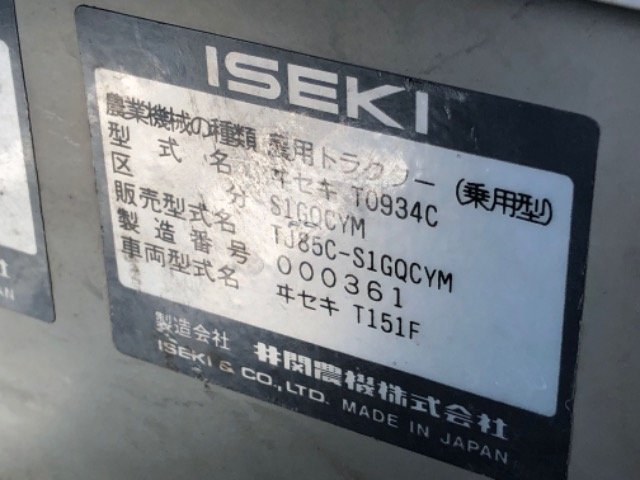 ISEKI
農業機械の種類 農用トラクター (乗用型)
型式名 ヰセキ T0934C
区分 S1GQCYM
販売型式名 TJ85C-S1GQCYM
製造番号 000361
車両型式名 ヰセキ T151F
製造会社 井関農機株式会社
ISEKI & CO., LTD. MADE IN JAPAN
社
PAN